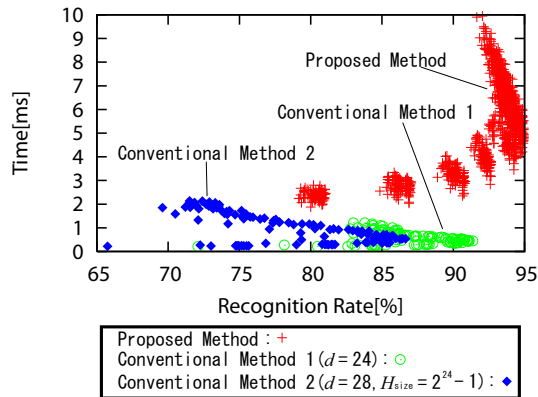 10
9
8
7
6
5
4
3
2
1
0
Time[ms]
Proposed Method
Conventional Method 1
Conventional Method 2
65 70 75 80 85 90 95
Recognition Rate[%]
Proposed Method : +
Conventional Method 1 (d = 24) : ⊙
Conventional Method 2 (d = 28, H_size = 2^24 − 1) : ◆